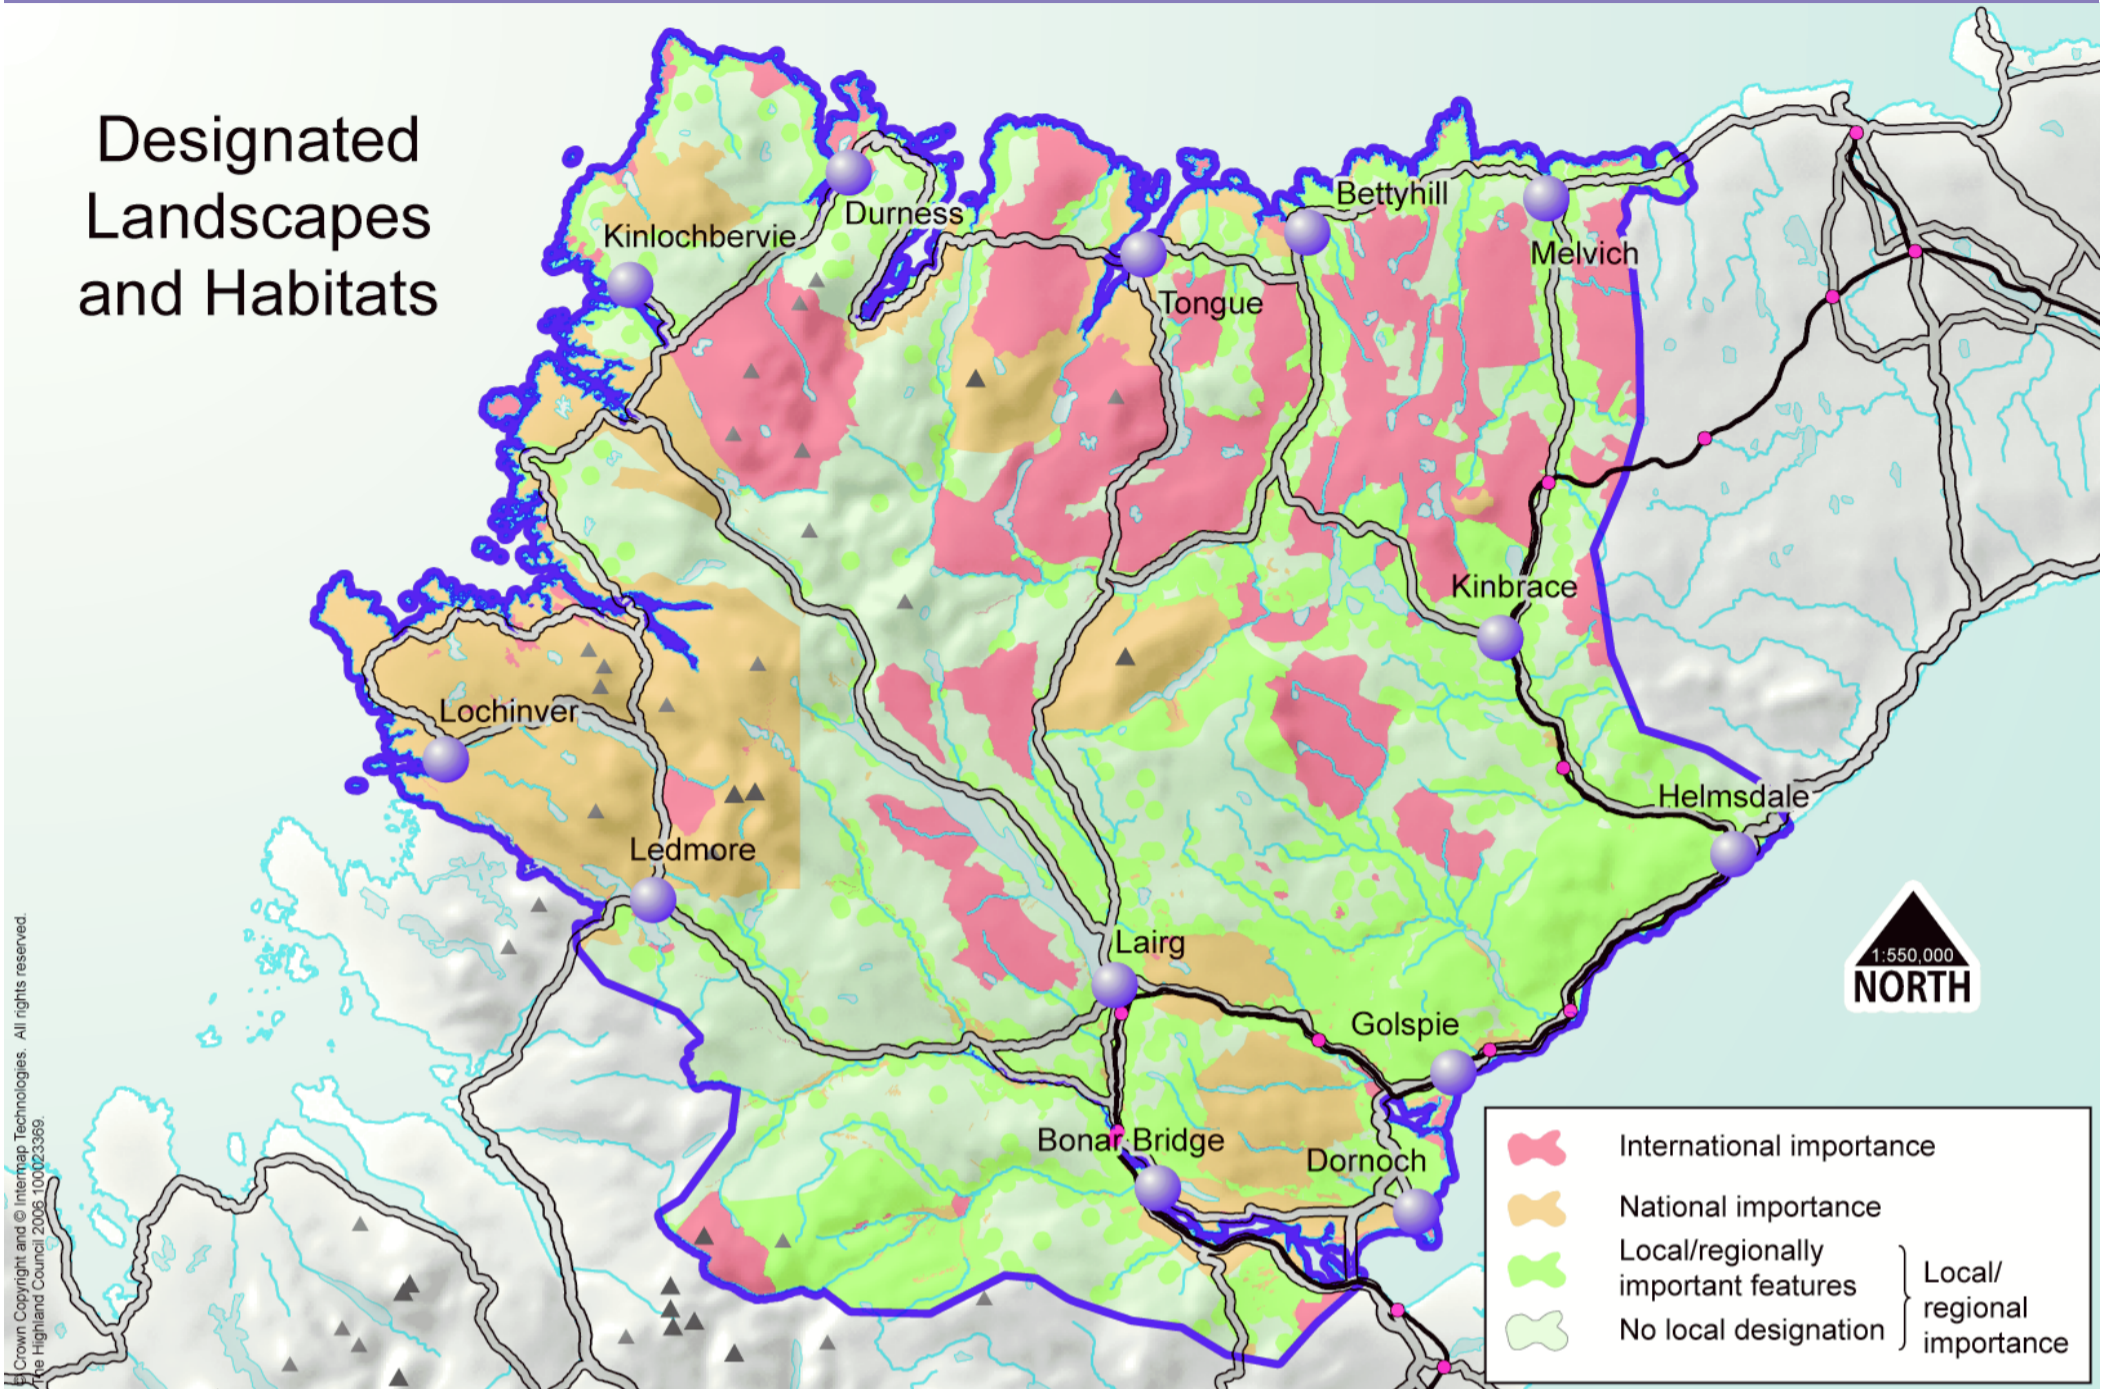 Designated
Landscapes
and Habitats
Durness
Bettyhill
Kinlochbervie
Melvich
Tongue
Kinbrace
Lochinver
Helmsdale
Ledmore
Lairg
Golspie
Bonar Bridge
Dornoch
1:550,000
NORTH
International importance
National importance
Local/regionally
important features
No local designation
Local/
regional
importance
© Crown Copyright and © Intermap Technologies. All rights reserved.
The Highland Council 2006 100023369.